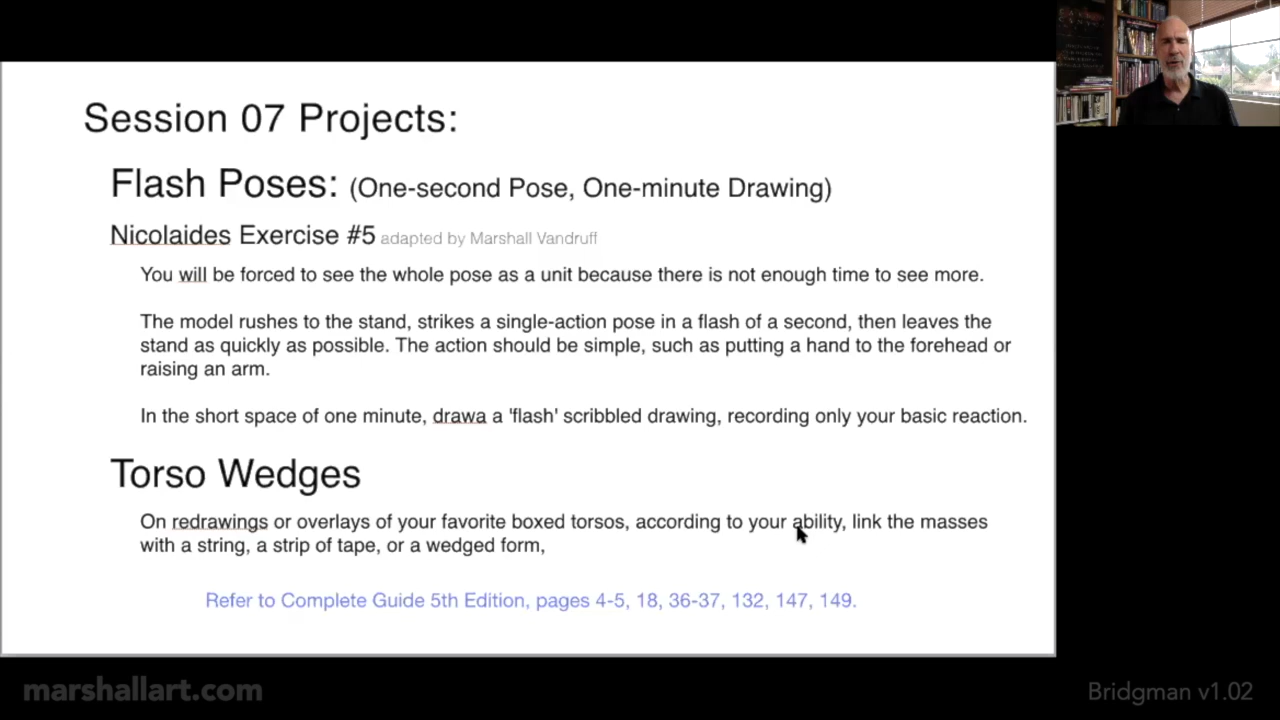 Session 07 Projects:
Flash Poses: (One-second Pose, One-minute Drawing)
Nicolaides Exercise #5 adapted by Marshall Vandruff
You will be forced to see the whole pose as a unit because there is not enough time to see more.
The model rushes to the stand, strikes a single-action pose in a flash of a second, then leaves the
stand as quickly as possible. The action should be simple, such as putting a hand to the forehead or
raising an arm.
In the short space of one minute, drawa a 'flash' scribbled drawing, recording only your basic reaction.
Torso Wedges
On redrawings or overlays of your favorite boxed torsos, according to your ability, link the masses
with a string, a strip of tape, or a wedged form,
Refer to Complete Guide 5th Edition, pages 4-5, 18, 36-37, 132, 147, 149.
marshallart.com
Bridgman v1.02